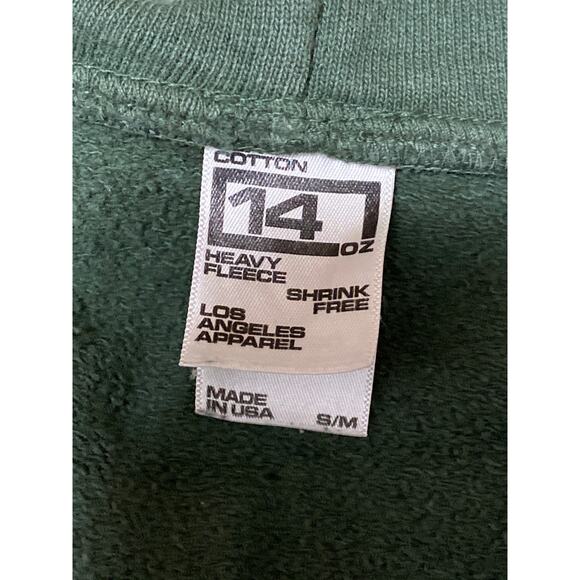 COTTON
14
OZ
HEAVY
FLEECE
SHRINK
FREE
LOS
ANGELES
APPAREL
MADE
IN USA
S/M